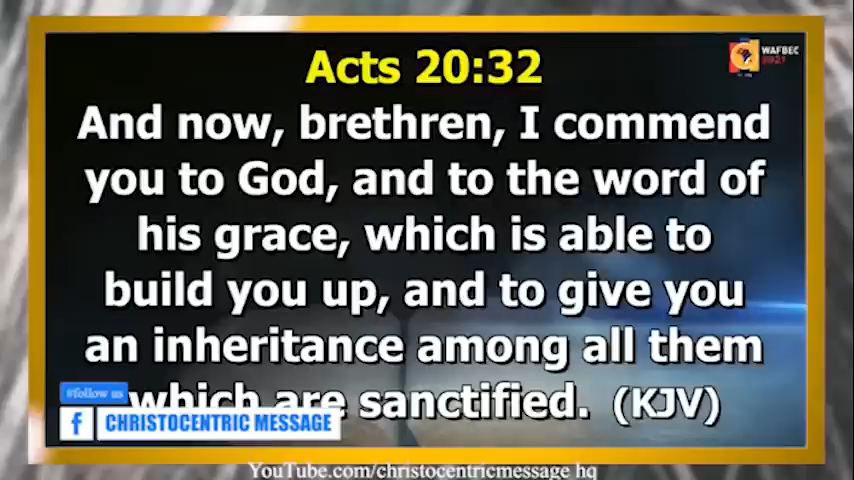 Acts 20:32
WAFBEC
2021
And now, brethren, I commend
you to God, and to the word of
his grace, which is able to
build you up, and to give you
an inheritance among all them
which are sanctified. (KJV)
#follow us
f CHRISTOCENTRIC MESSAGE
YouTube.com/christocentricmessage hq